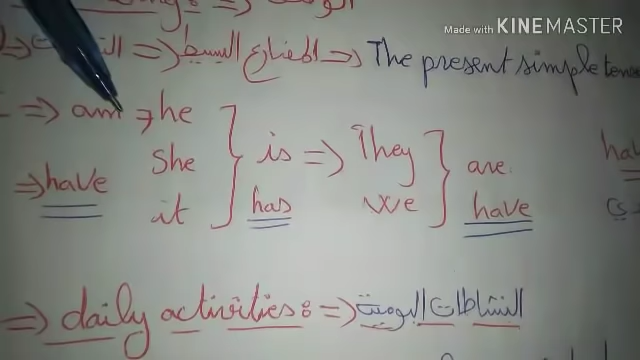 Made with KINEMASTER
=> المضارع البسيط => The present simple tense
=> am => he
She } is => They } are
=> have it has we have
=> daily activities: => النشاطات اليومية